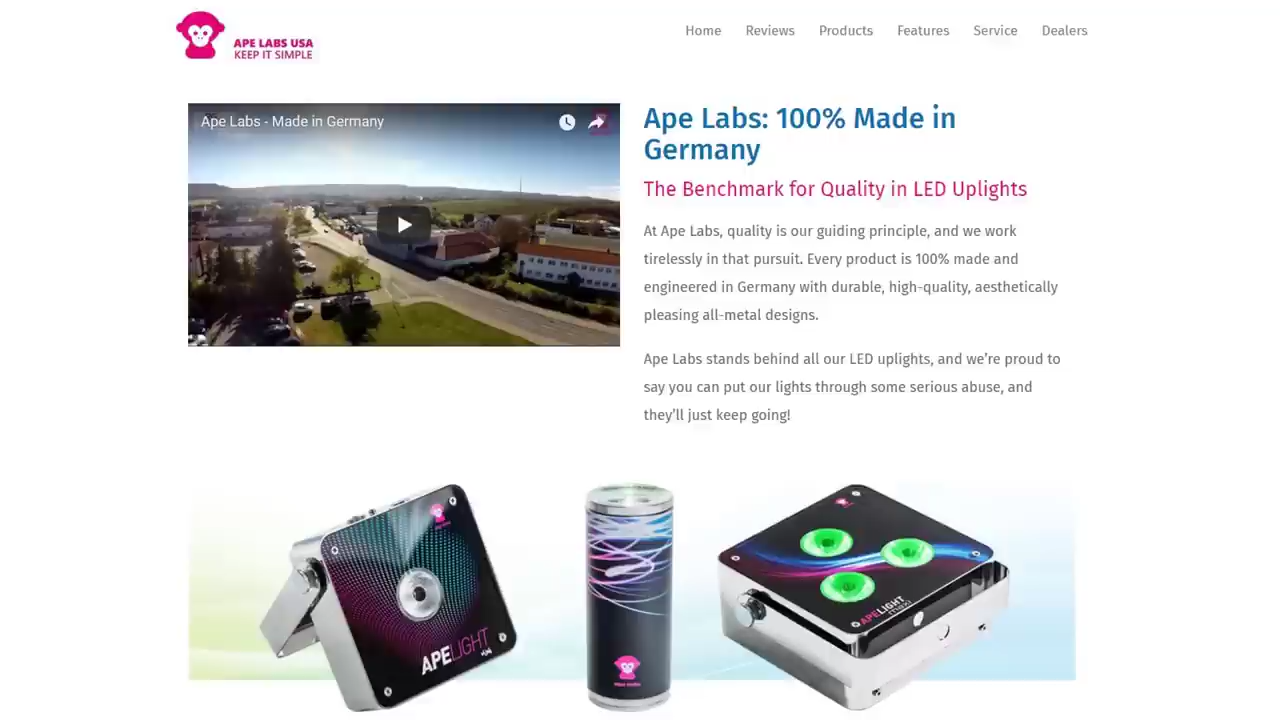 APE LABS USA
KEEP IT SIMPLE
Home Reviews Products Features Service Dealers
Ape Labs - Made in Germany
Ape Labs: 100% Made in
Germany
The Benchmark for Quality in LED Uplights
At Ape Labs, quality is our guiding principle, and we work
tirelessly in that pursuit. Every product is 100% made and
engineered in Germany with durable, high-quality, aesthetically
pleasing all-metal designs.
Ape Labs stands behind all our LED uplights, and we’re proud to
say you can put our lights through some serious abuse, and
they’ll just keep going!
APELIGHT
APELIGHT